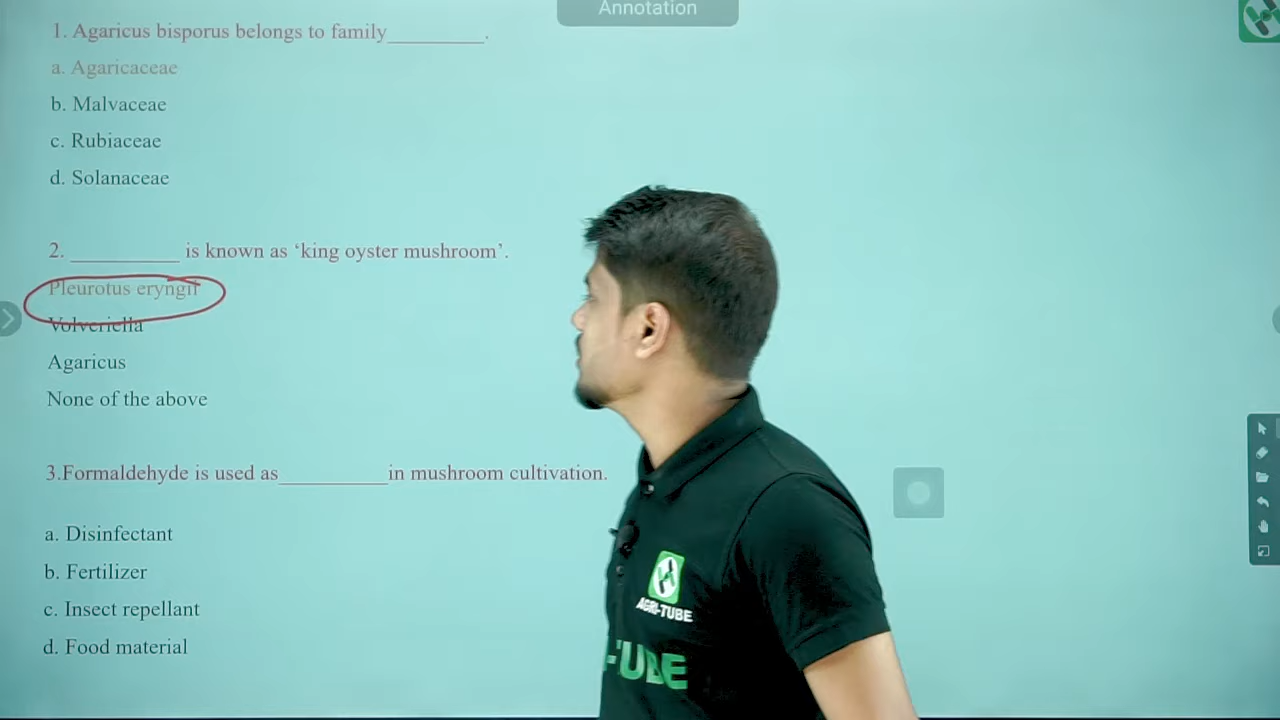 Annotation
1. Agaricus bisporus belongs to family_________.
a. Agaricaceae
b. Malvaceae
c. Rubiaceae
d. Solanaceae
2. __________ is known as ‘king oyster mushroom’.
Pleurotus eryngii
Volveriella
Agaricus
None of the above
3.Formaldehyde is used as__________in mushroom cultivation.
a. Disinfectant
b. Fertilizer
c. Insect repellant
d. Food material
AGRI-TUBE
-TUBE